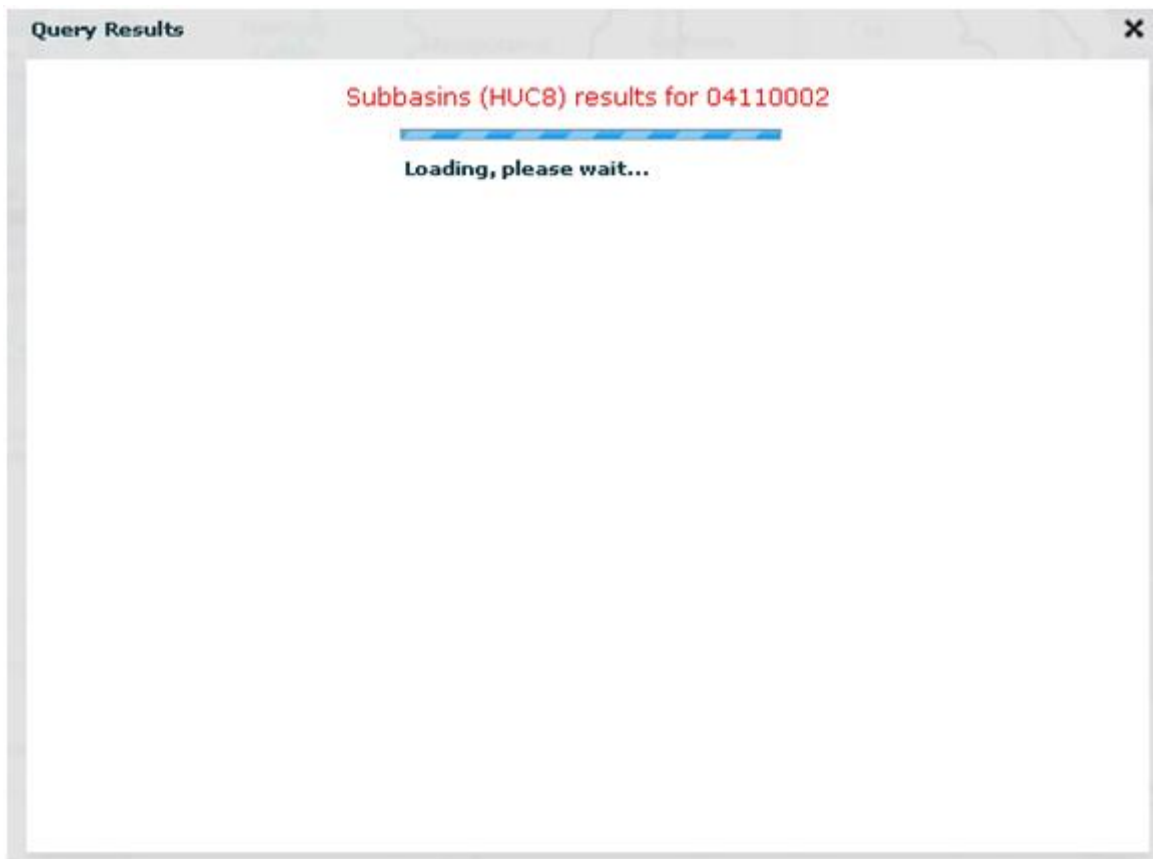 Query Results
Subbasins (HUC8) results for 04110002
Loading, please wait...